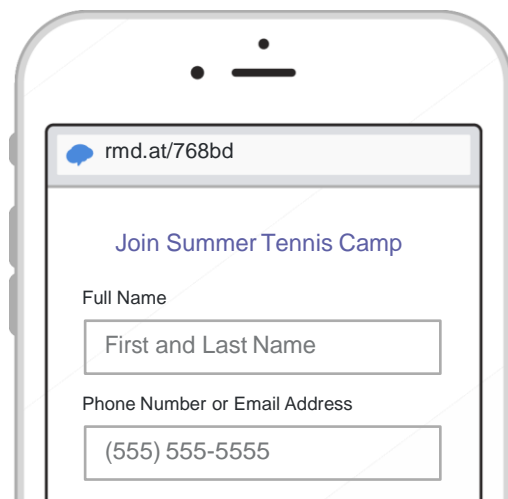 rmd.at/768bd
Join Summer Tennis Camp
Full Name
First and Last Name
Phone Number or Email Address
(555) 555-5555